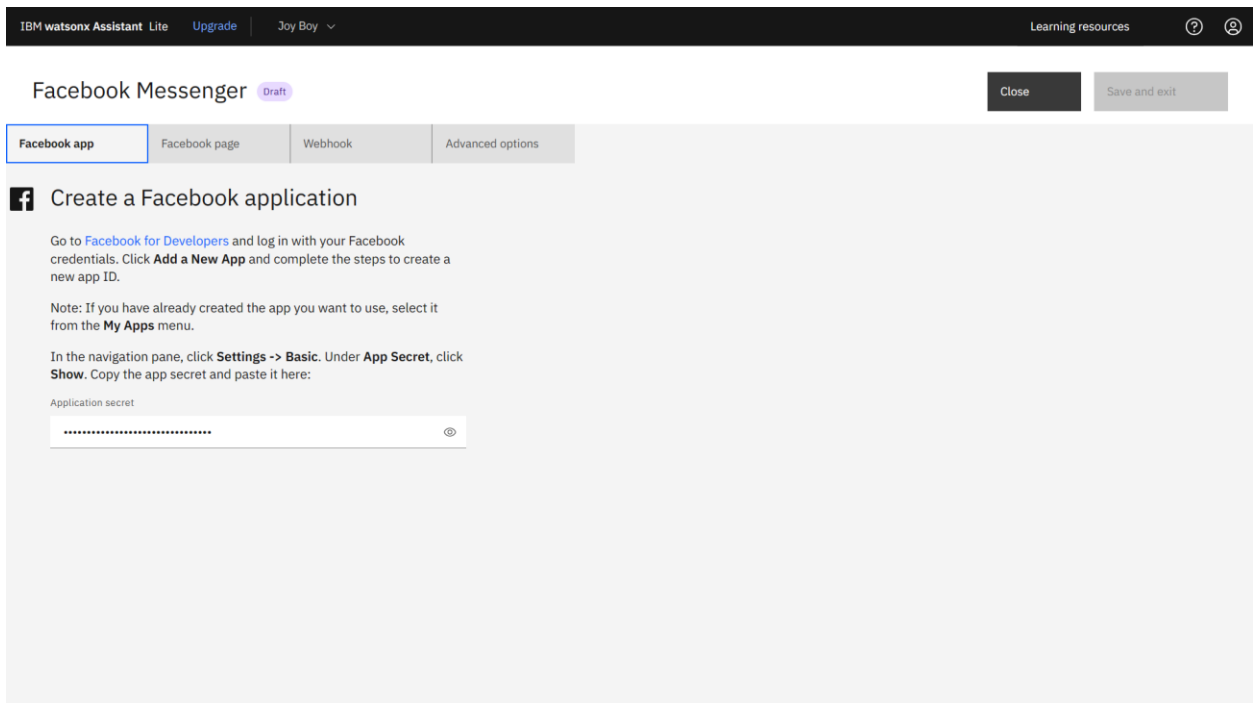 IBM watsonx Assistant Lite Upgrade Joy Boy Learning resources
Facebook Messenger Draft Close Save and exit
Facebook app Facebook page Webhook Advanced options
Create a Facebook application
Go to Facebook for Developers and log in with your Facebook
credentials. Click Add a New App and complete the steps to create a
new app ID.
Note: If you have already created the app you want to use, select it
from the My Apps menu.
In the navigation pane, click Settings -> Basic. Under App Secret, click
Show. Copy the app secret and paste it here:
Application secret
••••••••••••••••••••••••••••••••